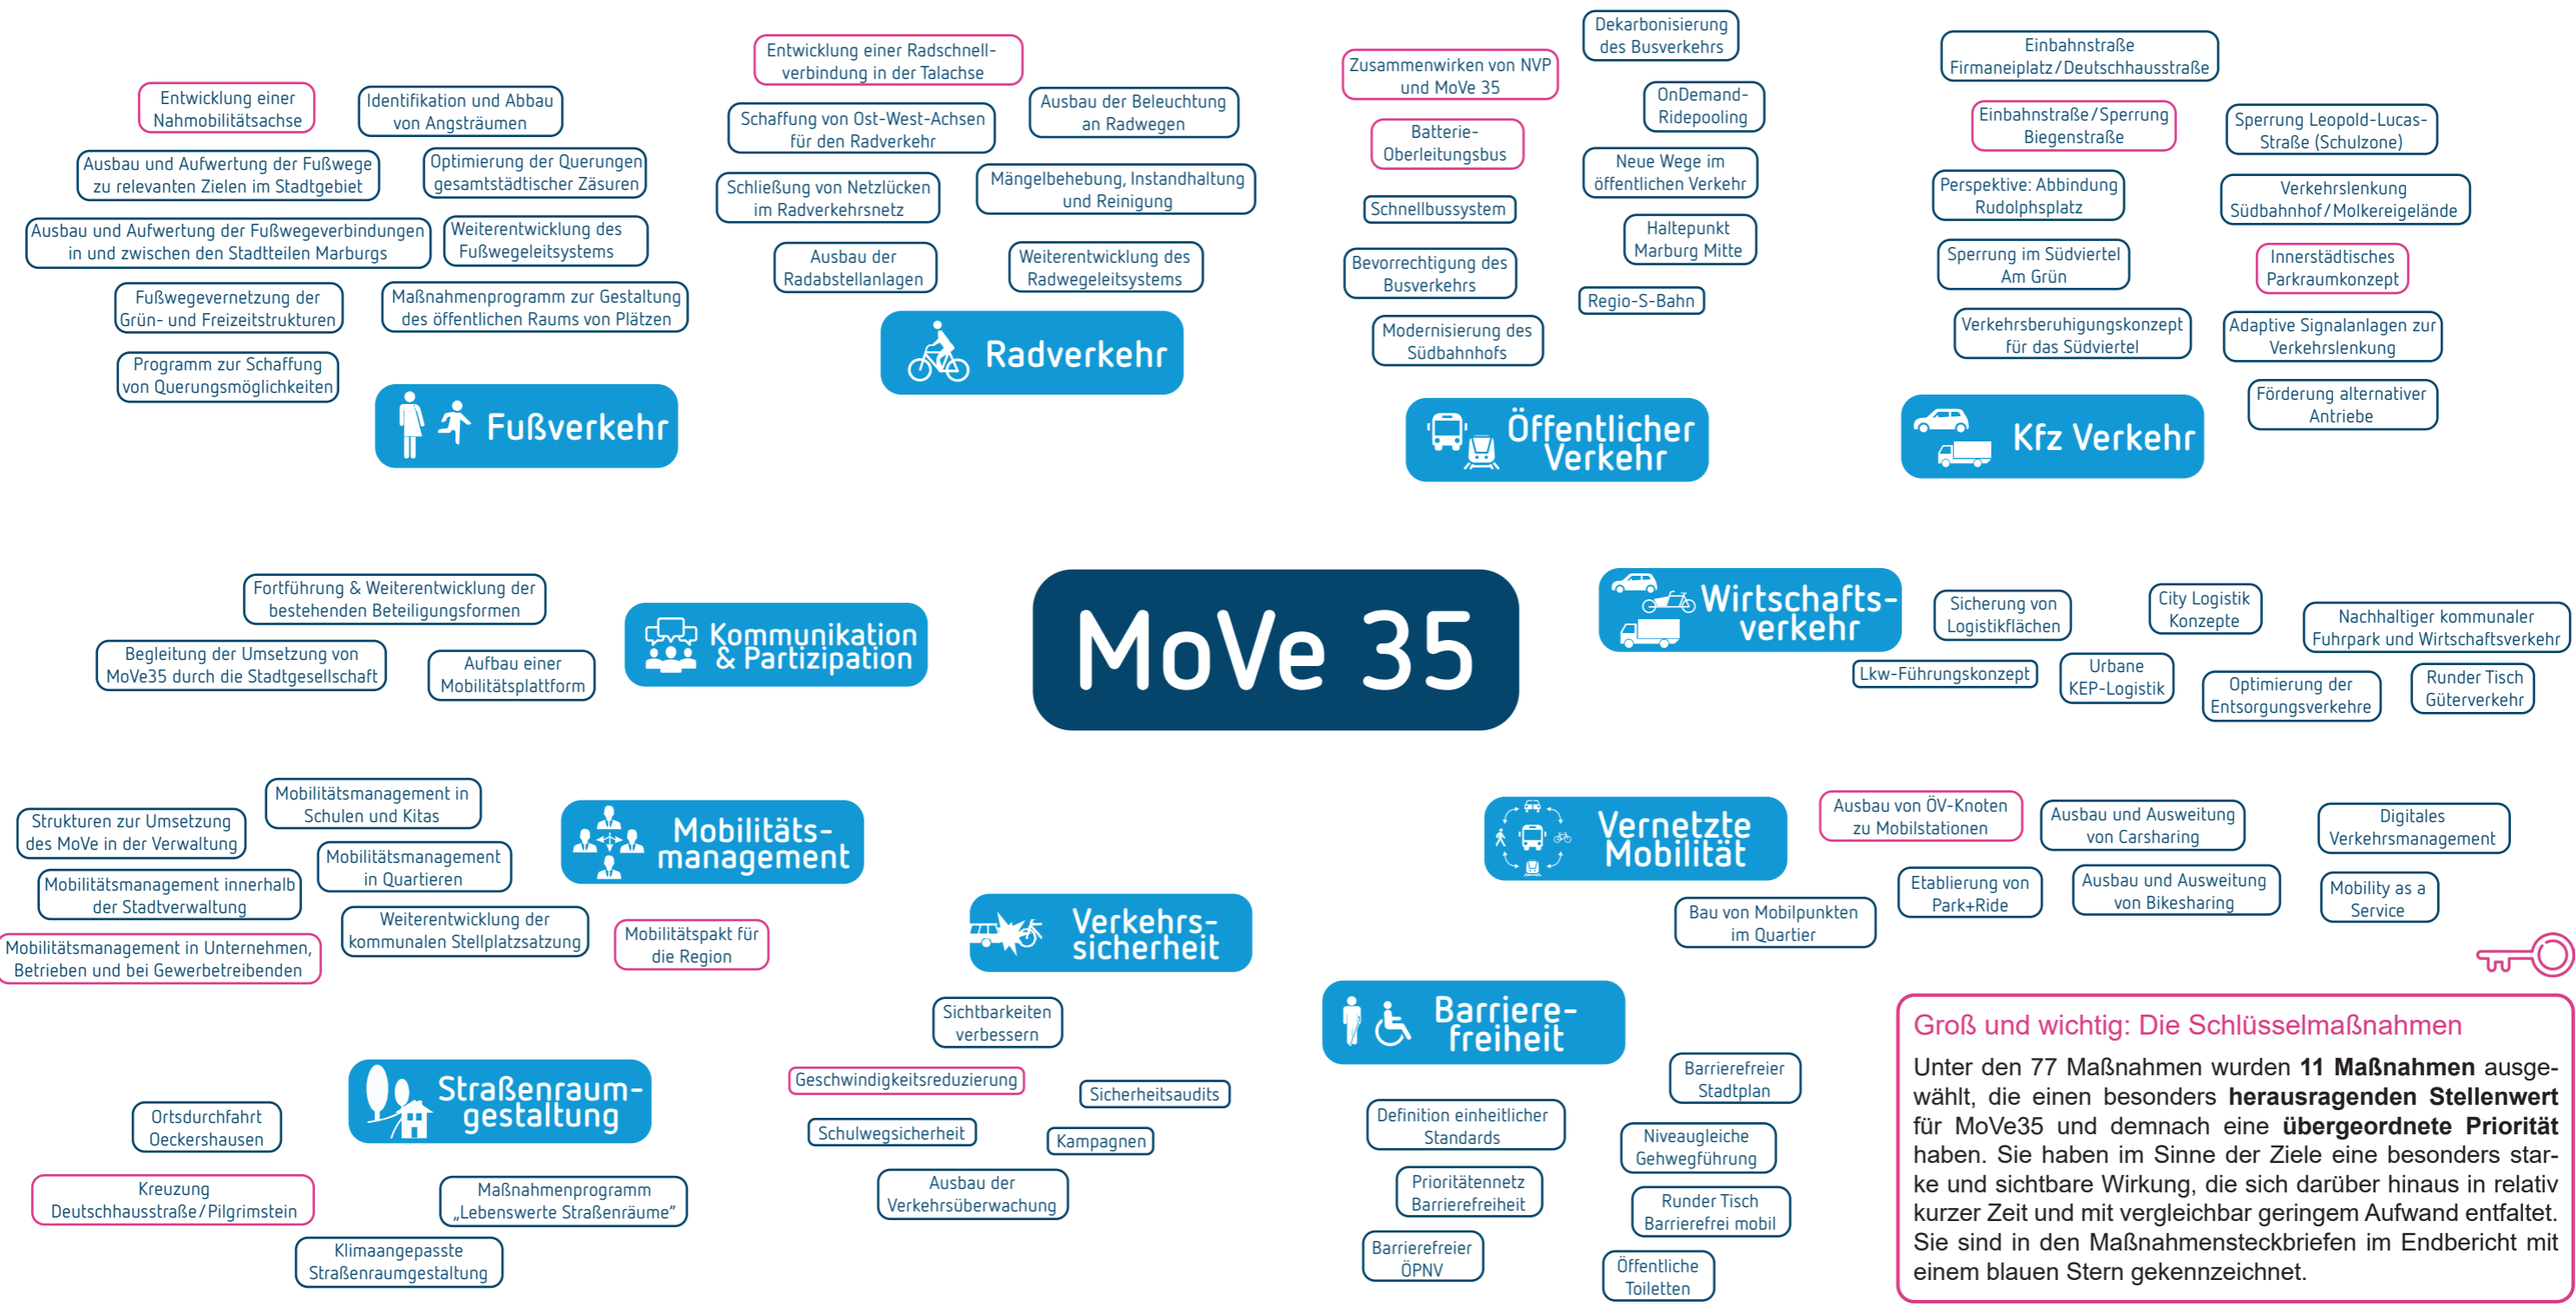 Entwicklung einer
Nahmobilitätsachse
Identifikation und Abbau
von Angsträumen
Ausbau und Aufwertung der Fußwege
zu relevanten Zielen im Stadtgebiet
Optimierung der Querungen
gesamtstädtischer Zäsuren
Ausbau und Aufwertung der Fußwegeverbindungen
in und zwischen den Stadtteilen Marburgs
Weiterentwicklung des
Fußwegeleitsystems
Fußwegevernetzung der
Grün- und Freizeitstrukturen
Maßnahmenprogramm zur Gestaltung
des öffentlichen Raums von Plätzen
Programm zur Schaffung
von Querungsmöglichkeiten
Fußverkehr
Entwicklung einer Radschnell-
verbindung in der Talachse
Schaffung von Ost-West-Achsen
für den Radverkehr
Ausbau der Beleuchtung
an Radwegen
Schließung von Netzlücken
im Radverkehrsnetz
Mängelbehebung, Instandhaltung
und Reinigung
Ausbau der
Radabstellanlagen
Weiterentwicklung des
Radwegeleitsystems
Radverkehr
Zusammenwirken von NVP
und MoVe 35
Dekarbonisierung
des Busverkehrs
Batterie-
Oberleitungsbus
OnDemand-
Ridepooling
Schnellbussystem
Neue Wege im
öffentlichen Verkehr
Bevorrechtigung des
Busverkehrs
Haltepunkt
Marburg Mitte
Modernisierung des
Südbahnhofs
Regio-S-Bahn
Öffentlicher
Verkehr
Einbahnstraße
Firmaneiplatz/Deutschhausstraße
Einbahnstraße/Sperrung
Biegenstraße
Sperrung Leopold-Lucas-
Straße (Schulzone)
Perspektive: Abbindung
Rudolphsplatz
Verkehrslenkung
Südbahnhof/Molkereigelände
Sperrung im Südviertel
Am Grün
Innerstädtisches
Parkraumkonzept
Verkehrsberuhigungskonzept
für das Südviertel
Adaptive Signalanlagen zur
Verkehrslenkung
Förderung alternativer
Antriebe
Kfz Verkehr
Fortführung & Weiterentwicklung der
bestehenden Beteiligungsformen
Begleitung der Umsetzung von
MoVe35 durch die Stadtgesellschaft
Aufbau einer
Mobilitätsplattform
Kommunikation
& Partizipation
MoVe 35
Wirtschafts-
verkehr
Sicherung von
Logistikflächen
City Logistik
Konzepte
Nachhaltiger kommunaler
Fuhrpark und Wirtschaftsverkehr
Lkw-Führungskonzept
Urbane
KEP-Logistik
Optimierung der
Entsorgungsverkehre
Runder Tisch
Güterverkehr
Mobilitätsmanagement in
Schulen und Kitas
Strukturen zur Umsetzung
des MoVe in der Verwaltung
Mobilitätsmanagement
in Quartieren
Mobilitätsmanagement innerhalb
der Stadtverwaltung
Weiterentwicklung der
kommunalen Stellplatzsatzung
Mobilitätsmanagement in Unternehmen,
Betrieben und bei Gewerbetreibenden
Mobilitätspakt für
die Region
Mobilitäts-
management
Verkehrs-
sicherheit
Sichtbarkeiten
verbessern
Geschwindigkeitsreduzierung
Sicherheitsaudits
Schulwegsicherheit
Kampagnen
Ausbau der
Verkehrsüberwachung
Vernetzte
Mobilität
Ausbau von ÖV-Knoten
zu Mobilstationen
Ausbau und Ausweitung
von Carsharing
Digitales
Verkehrsmanagement
Bau von Mobilpunkten
im Quartier
Etablierung von
Park+Ride
Ausbau und Ausweitung
von Bikesharing
Mobility as a
Service
Straßenraum-
gestaltung
Ortsdurchfahrt
Oeckershausen
Kreuzung
Deutschhausstraße/Pilgrimstein
Maßnahmenprogramm
„Lebenswerte Straßenräume”
Klimaangepasste
Straßenraumgestaltung
Barriere-
freiheit
Barrierefreier
Stadtplan
Definition einheitlicher
Standards
Niveaugleiche
Gehwegführung
Prioritätennetz
Barrierefreiheit
Runder Tisch
Barrierefrei mobil
Barrierefreier
ÖPNV
Öffentliche
Toiletten
Groß und wichtig: Die Schlüsselmaßnahmen
Unter den 77 Maßnahmen wurden 11 Maßnahmen ausge-
wählt, die einen besonders herausragenden Stellenwert
für MoVe35 und demnach eine übergeordnete Priorität
haben. Sie haben im Sinne der Ziele eine besonders star-
ke und sichtbare Wirkung, die sich darüber hinaus in relativ
kurzer Zeit und mit vergleichbar geringem Aufwand entfaltet.
Sie sind in den Maßnahmensteckbriefen im Endbericht mit
einem blauen Stern gekennzeichnet.